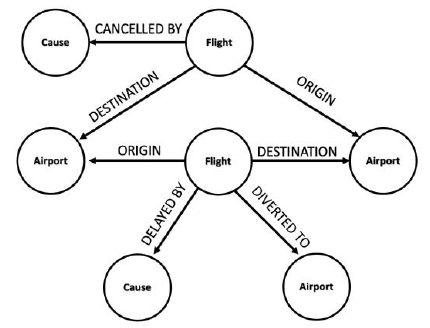 CANCELLED BY
Cause
Flight
DESTINATION
ORIGIN
Airport
ORIGIN
Flight
DESTINATION
Airport
DELAYED BY
DIVERTED TO
Cause
Airport